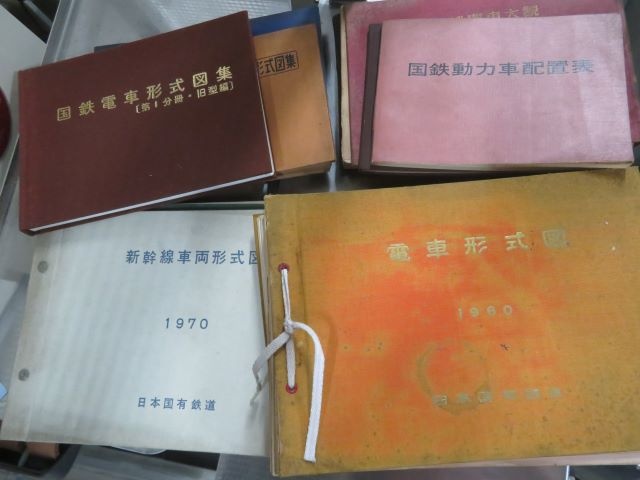 国鉄電車形式図集
〔第1分冊・旧型編〕
形式図集
国鉄動力車配置表
新幹線車両形式図
1970
日本国有鉄道
電車形式図
1960
日本国有鉄道